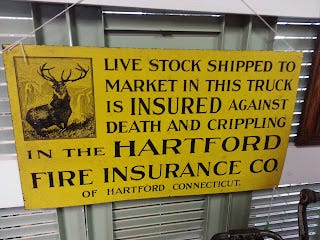 LIVE STOCK SHIPPED TO
MARKET IN THIS TRUCK
IS INSURED AGAINST
DEATH AND CRIPPLING
IN THE HARTFORD
FIRE INSURANCE CO.
OF HARTFORD, CONNECTICUT.